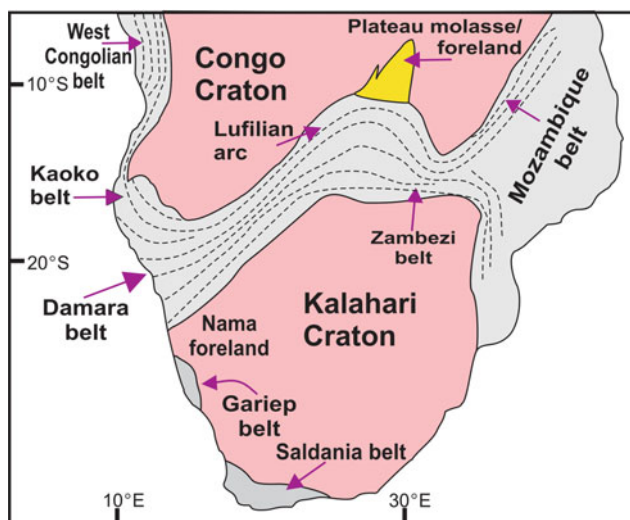 West
Congolian
belt
Plateau molasse/
foreland
Congo
Craton
10°S
Lufilian
arc
Mozambique
belt
Kaoko
belt
Zambezi
belt
20°S
Damara
belt
Nama
foreland
Kalahari
Craton
Gariep
belt
Saldania belt
10°E
30°E